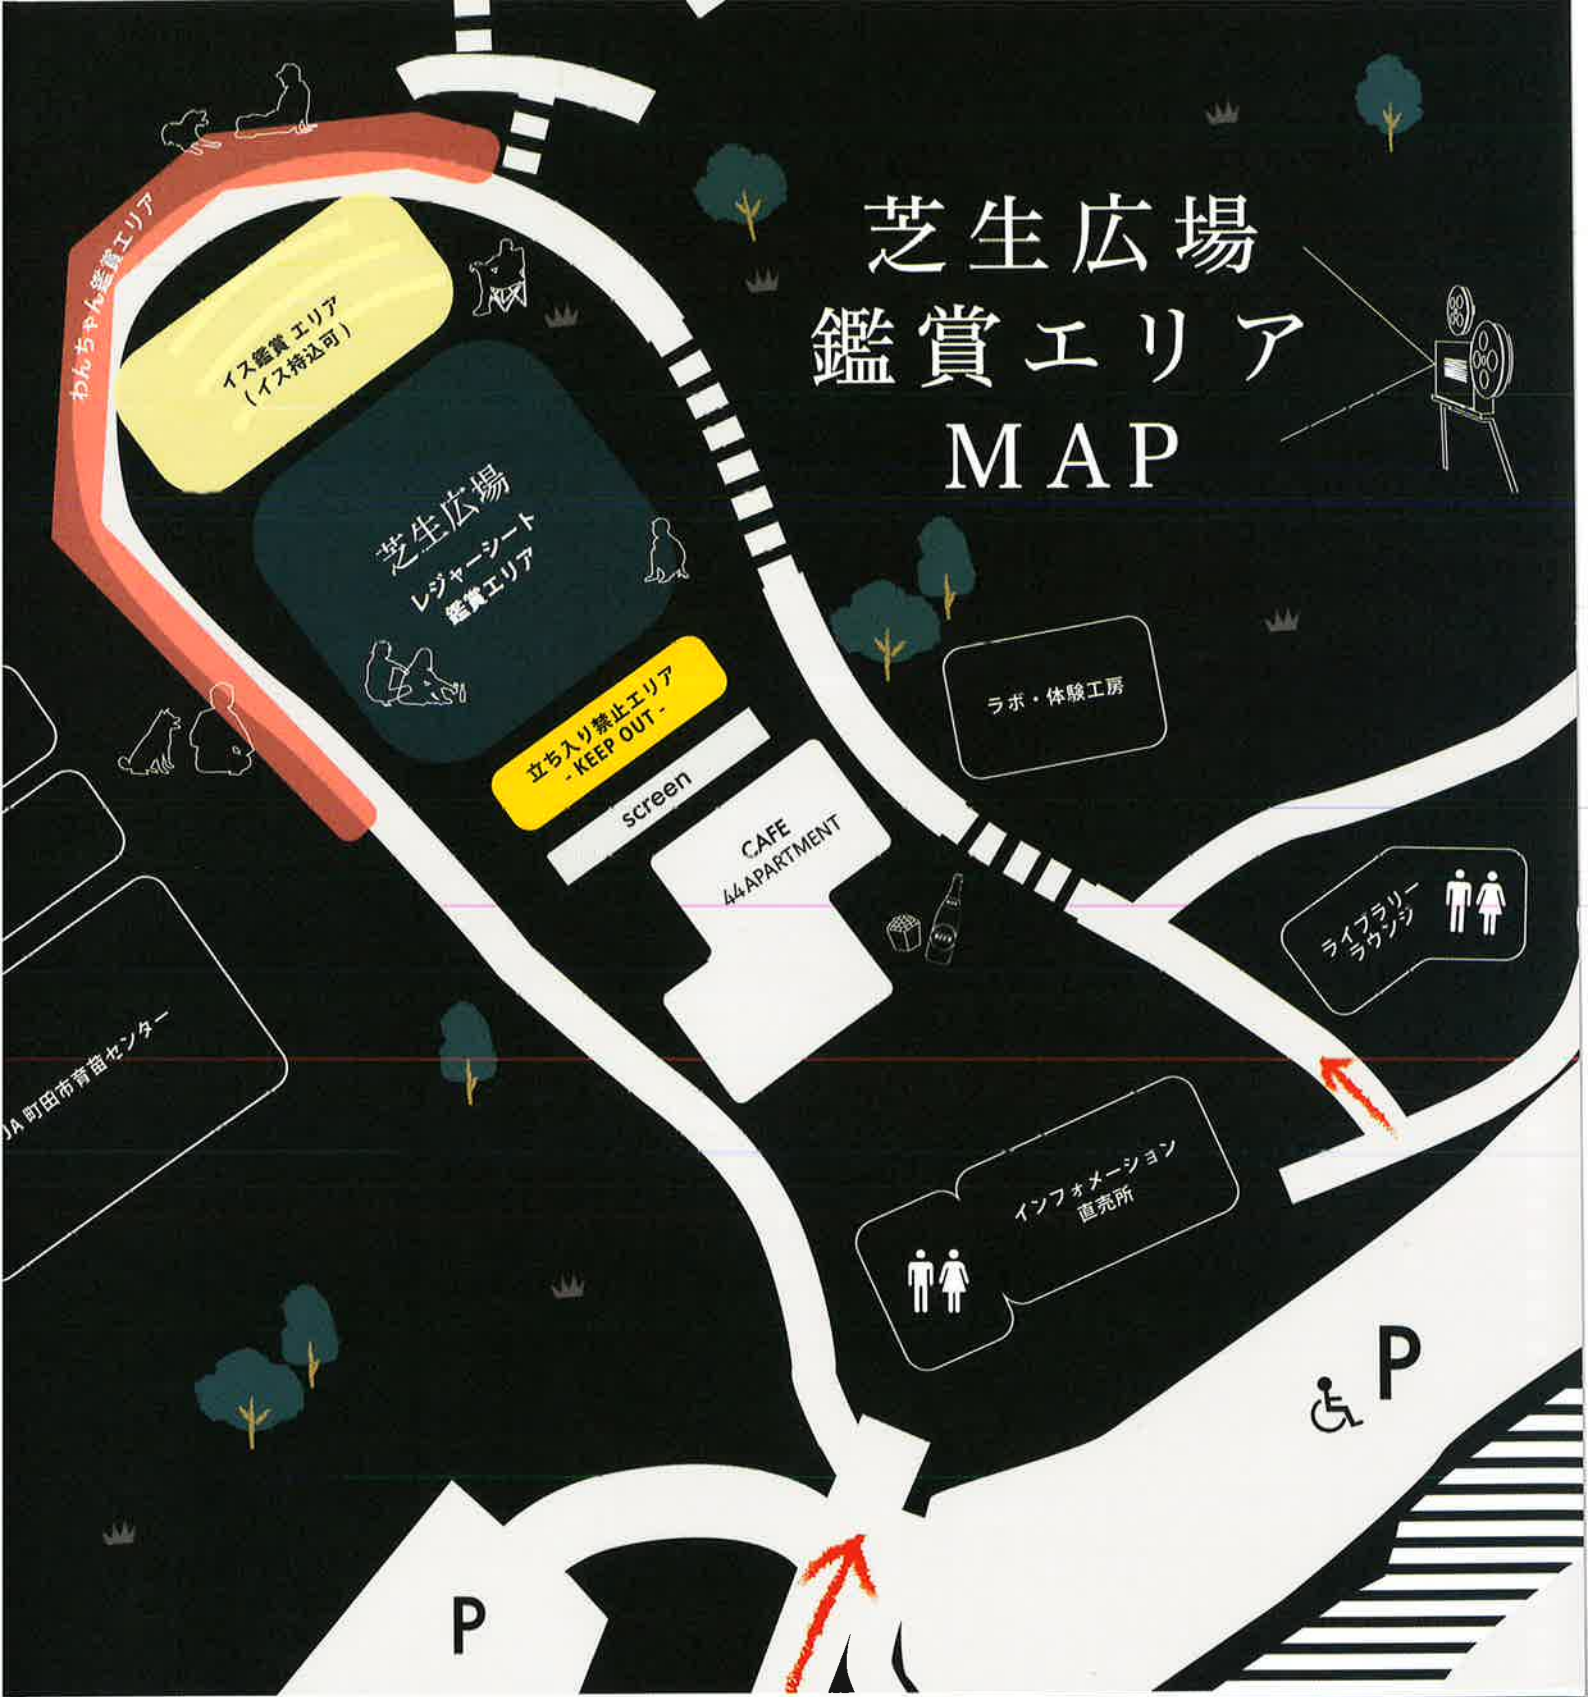 芝生広場
鑑賞エリア
MAP
わんちゃん鑑賞エリア
イス鑑賞 エリア
(イス持込可)
芝生広場
レジャーシート
鑑賞エリア
立ち入り禁止エリア
- KEEP OUT -
screen
CAFE
44APARTMENT
ラボ・体験工房
ライブラリー
ラウンジ
JA 町田市育苗センター
インフォメーション
直売所
P
P